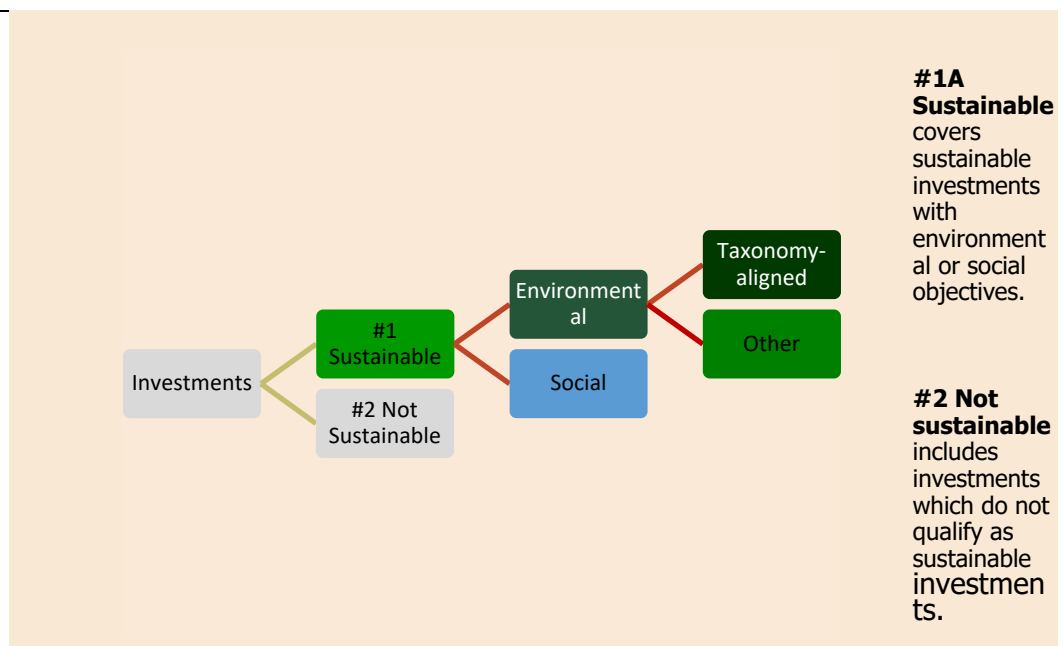 Investments
#1
Sustainable
#2 Not
Sustainable
Environment
al
Social
Taxonomy-
aligned
Other
#1A
Sustainable
covers
sustainable
investments
with
environment
al or social
objectives.
#2 Not
sustainable
includes
investments
which do not
qualify as
sustainable
investmen
ts.